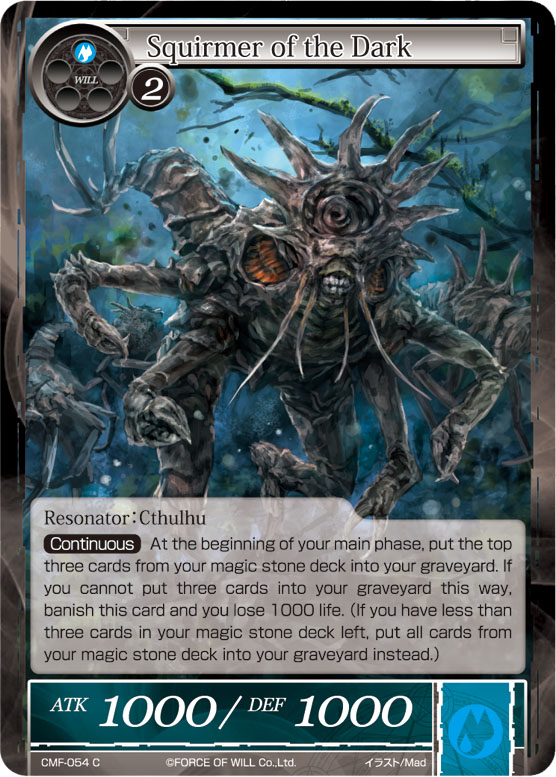 Squirmer of the Dark
WILL
2
Resonator:Cthulhu
Continuous At the beginning of your main phase, put the top
three cards from your magic stone deck into your graveyard. If
you cannot put three cards into your graveyard this way,
banish this card and you lose 1000 life. (If you have less than
three cards in your magic stone deck left, put all cards from
your magic stone deck into your graveyard instead.)
ATK 1000/ DEF 1000
CMF-054 C ©FORCE OF WILL Co.,Ltd. イラスト/Mad